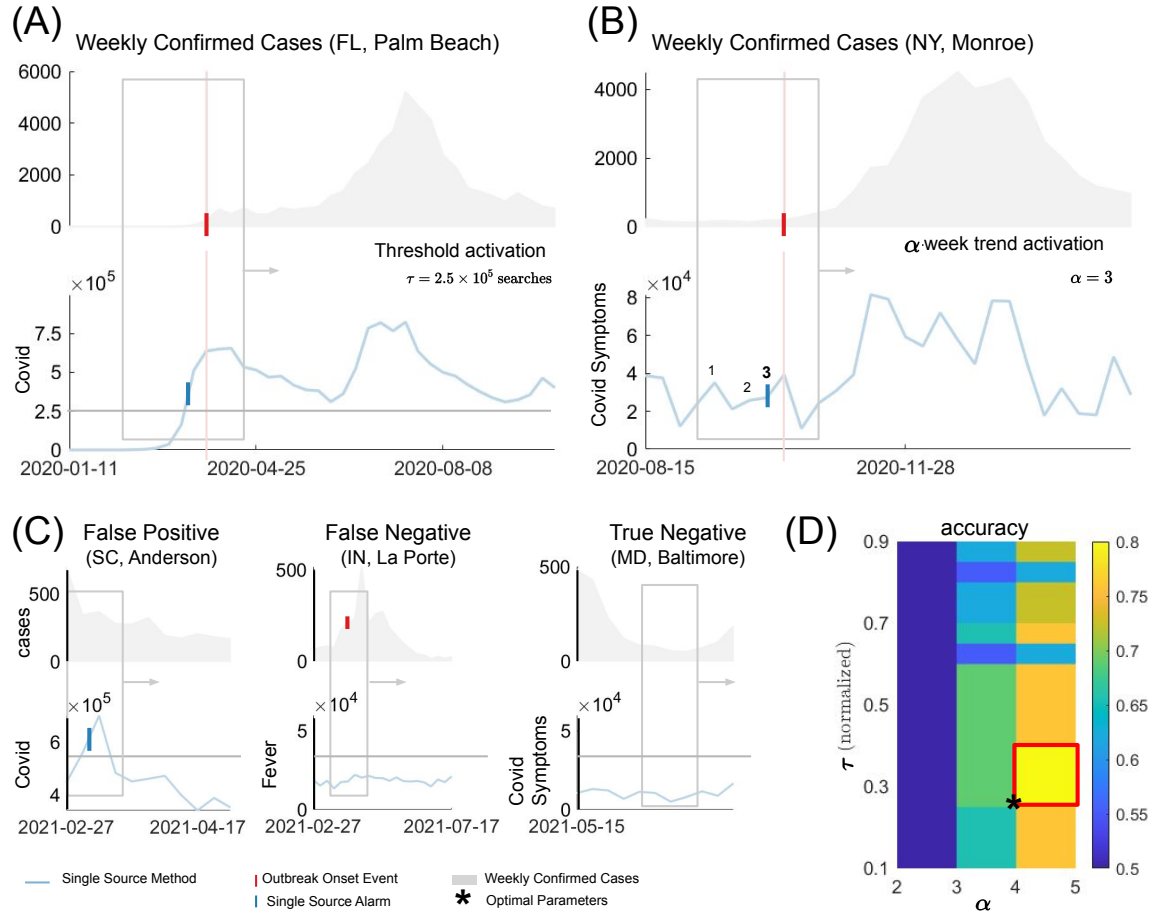 (A)
Weekly Confirmed Cases (FL, Palm Beach)
6000
4000
2000
0
Threshold activation
τ = 2.5 × 10⁵ searches
×10⁵
7.5
5
2.5
0
Covid
2020-01-11
2020-04-25
2020-08-08
(B)
Weekly Confirmed Cases (NY, Monroe)
4000
2000
0
α-week trend activation
α = 3
×10⁴
8
6
4
2
0
Covid Symptoms
1
2
3
2020-08-15
2020-11-28
(C)
False Positive
(SC, Anderson)
500
0
cases
×10⁵
6
4
Covid
2021-02-27
2021-04-17
False Negative
(IN, La Porte)
500
0
×10⁴
5
0
Fever
2021-02-27
2021-07-17
True Negative
(MD, Baltimore)
500
0
×10⁴
5
0
Covid
Symptoms
2021-05-15
(D)
accuracy
0.9
0.7
0.5
0.3
0.1
τ (normalized)
2
3
4
5
α
*
0.8
0.75
0.7
0.65
0.6
0.55
0.5
Single Source Method
Outbreak Onset Event
Single Source Alarm
Weekly Confirmed Cases
* Optimal Parameters